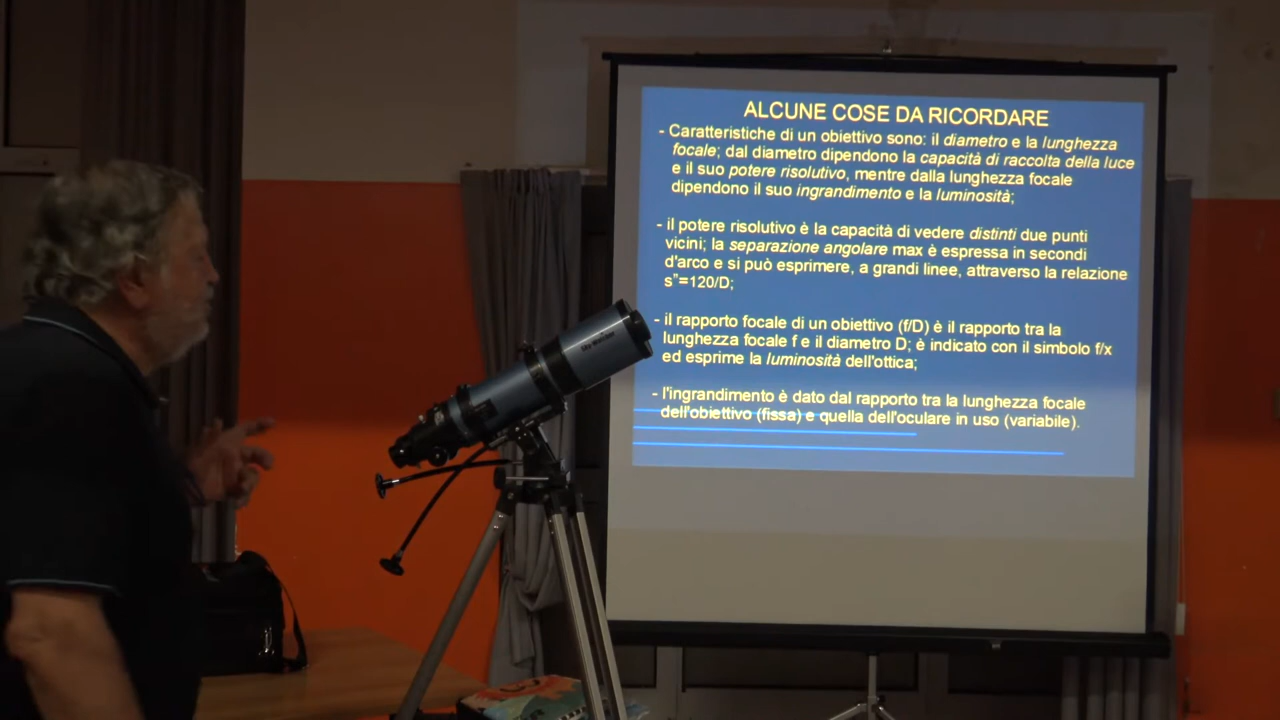 ALCUNE COSE DA RICORDARE
- Caratteristiche di un obiettivo sono: il diametro e la lunghezza
focale; dal diametro dipendono la capacità di raccolta della luce
e il suo potere risolutivo, mentre dalla lunghezza focale
dipendono il suo ingrandimento e la luminosità;
- il potere risolutivo è la capacità di vedere distinti due punti
vicini; la separazione angolare max è espressa in secondi
d'arco e si può esprimere, a grandi linee, attraverso la relazione
s"=120/D;
- il rapporto focale di un obiettivo (f/D) è il rapporto tra la
lunghezza focale f e il diametro D; è indicato con il simbolo f/x
ed esprime la luminosità dell'ottica;
- l'ingrandimento è dato dal rapporto tra la lunghezza focale
dell'obiettivo (fissa) e quella dell'oculare in uso (variabile).
Sky-Watcher